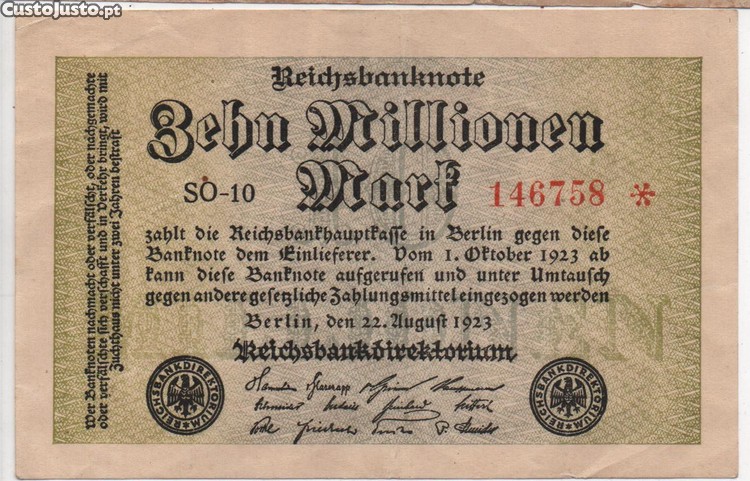 CustoJusto.pt
Reichsbanknote
Zehn Millionen
Mark
SO-10
146758 *
zahlt die Reichsbankhauptkasse in Berlin gegen diese
Banknote dem Einlieferer. Vom 1. Oktober 1923 ab
kann diese Banknote aufgerufen und unter Umtausch
gegen andere gesetzliche Zahlungsmittel eingezogen werden
Berlin, den 22. August 1923
Reichsbankdirektorium
Wer Banknoten nachmacht oder verfälscht, oder nachgemachte
oder verfälschte sich verschafft und in Verkehr bringt, wird mit
Zuchthaus nicht unter zwei Jahren bestraft
REICHSBANKDIREKTORIUM
REICHSBANKDIREKTORIUM